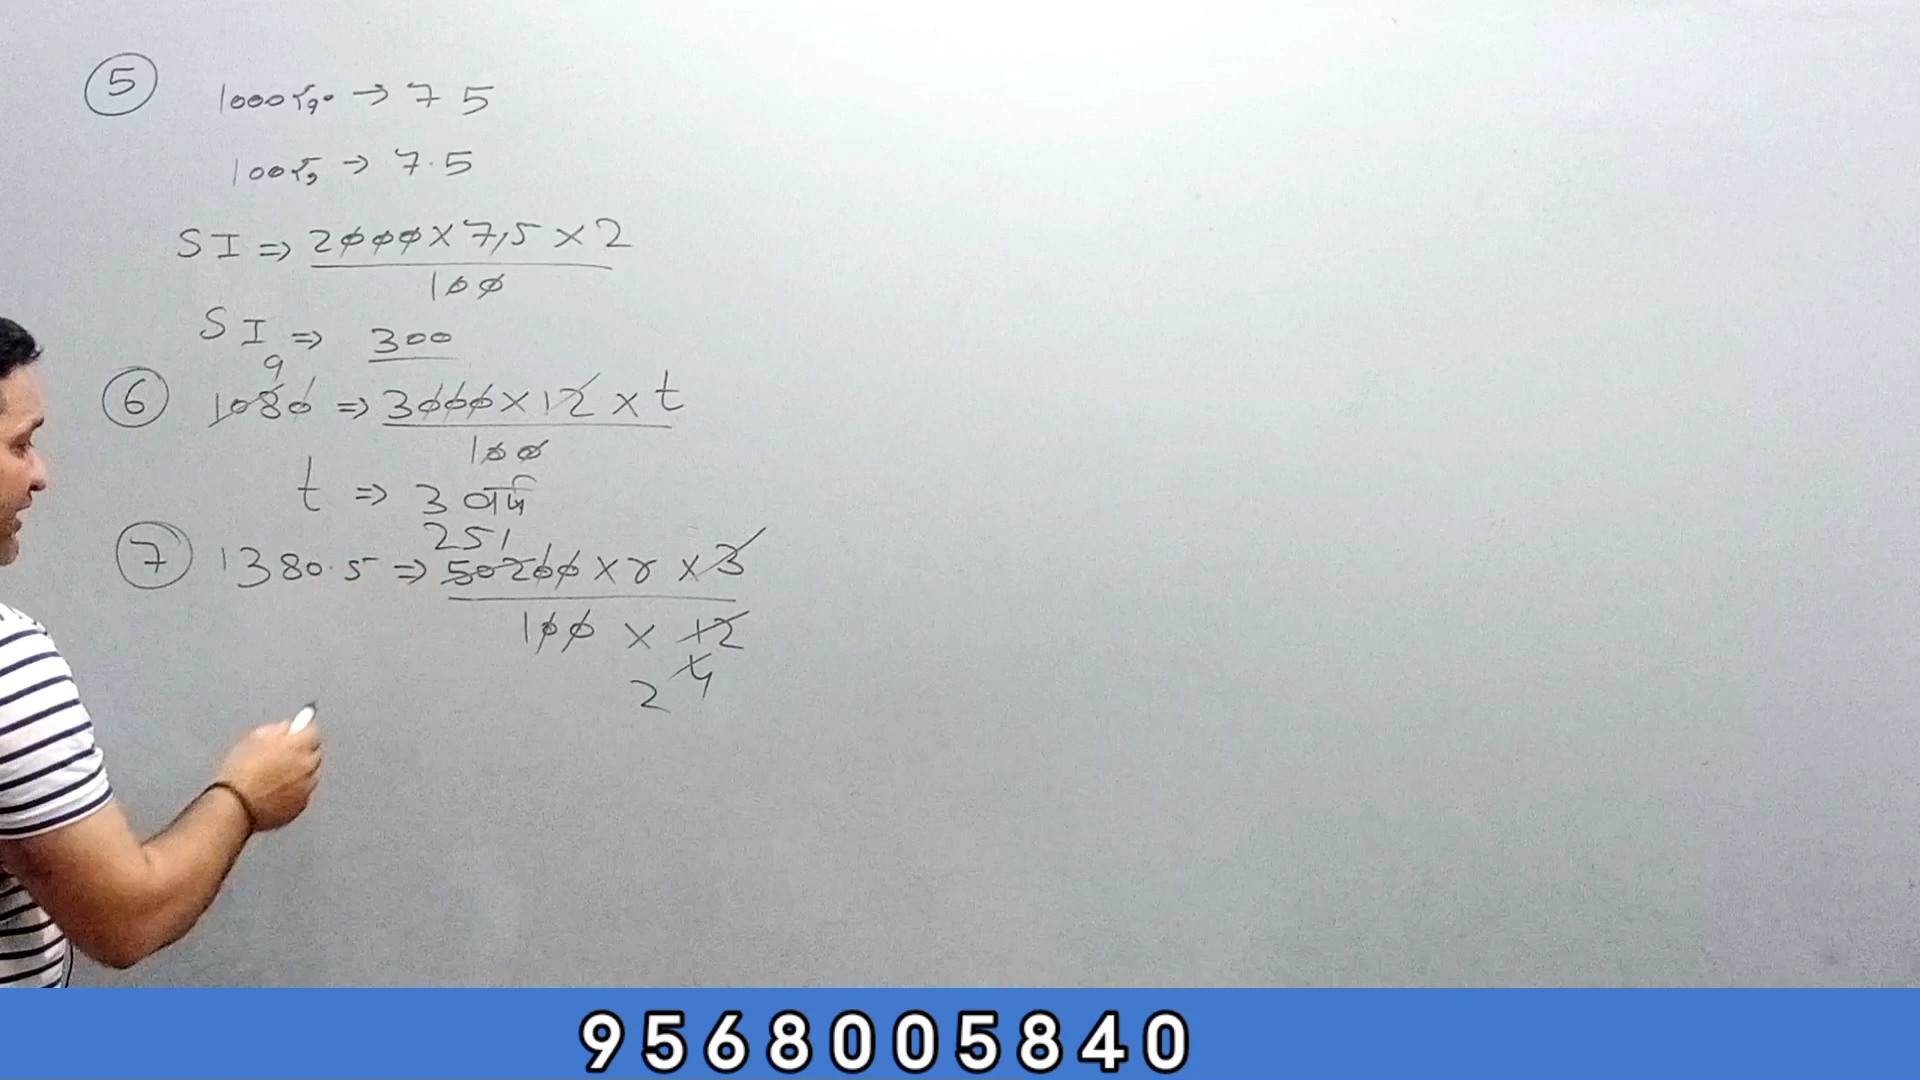 5 1000रु० → 75
100रु → 7.5
SI ⇒ 2000 × 7.5 × 2
100
SI ⇒ 300
9
6 1080 ⇒ 3000 × 12 × t
100
t ⇒ 3 वर्ष
251
7 1380.5 ⇒ 50200 × r × 3
100 × 12
2 4
9568005840